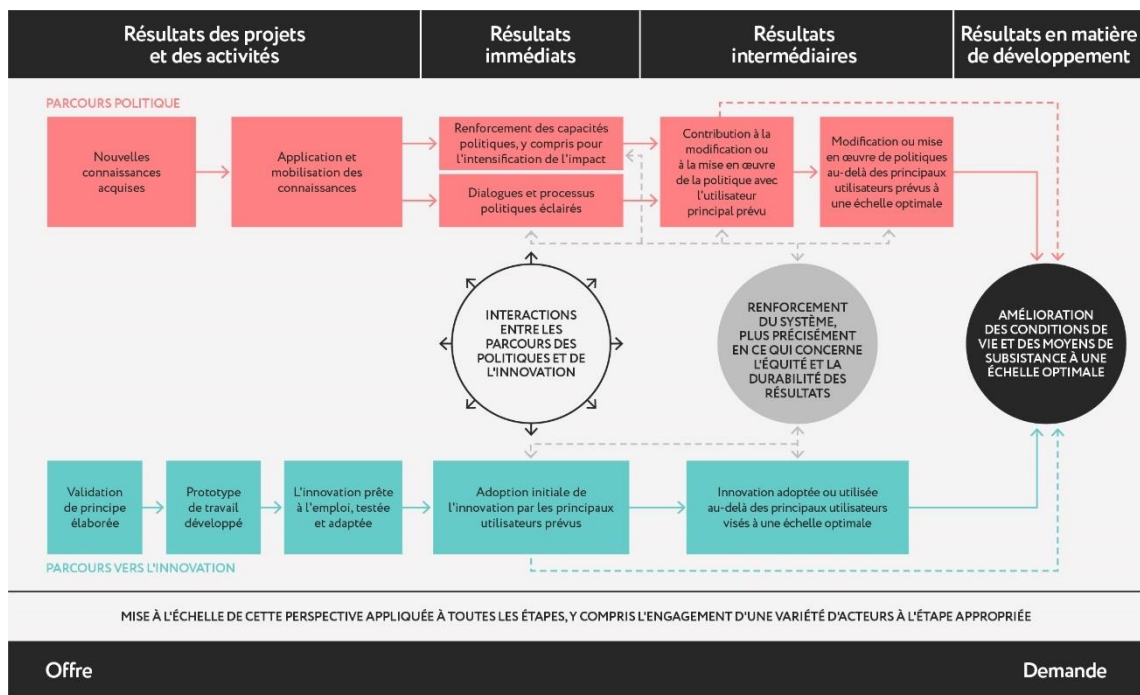 Résultats des projets
et des activités
Résultats
immédiats
Résultats
intermédiaires
Résultats en matière
de développement
PARCOURS POLITIQUE
Nouvelles
connaissances
acquises
Application et
mobilisation des
connaissances
Renforcement des capacités
politiques, y compris pour
l'intensification de l'impact
Dialogues et processus
politiques éclairés
Contribution à la
modification ou
à la mise en œuvre
de la politique avec
l'utilisateur
principal prévu
Modification ou mise
en œuvre de politiques
au-delà des principaux
utilisateurs prévus à
une échelle optimale
INTERACTIONS
ENTRE LES
PARCOURS DES
POLITIQUES ET DE
L'INNOVATION
RENFORCEMENT
DU SYSTÈME,
PLUS PRÉCISÉMENT
EN CE QUI CONCERNE
L'ÉQUITÉ ET LA
DURABILITÉ DES
RÉSULTATS
AMÉLIORATION
DES CONDITIONS DE
VIE ET DES MOYENS DE
SUBSISTANCE À UNE
ÉCHELLE OPTIMALE
Validation
de principe
élaborée
Prototype
de travail
développé
L'innovation prête
à l'emploi, testée
et adaptée
Adoption initiale de
l'innovation par les principaux
utilisateurs prévus
Innovation adoptée ou utilisée
au-delà des principaux utilisateurs
visés à une échelle optimale
PARCOURS VERS L'INNOVATION
MISE À L'ÉCHELLE DE CETTE PERSPECTIVE APPLIQUÉE À TOUTES LES ÉTAPES, Y COMPRIS L'ENGAGEMENT D'UNE VARIÉTÉ D'ACTEURS À L'ÉTAPE APPROPRIÉE
Offre
Demande